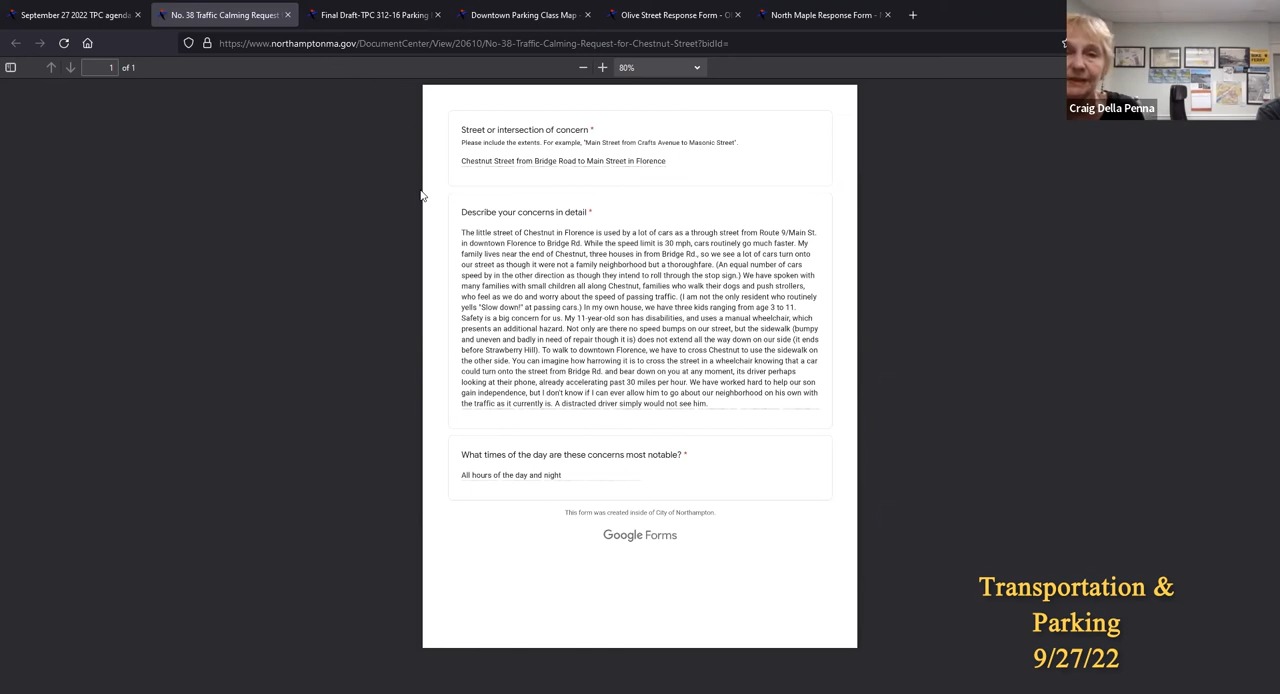 September 27 2022 TPC agenda
No. 38 Traffic Calming Request
Final Draft-TPC 312-16 Parking
Downtown Parking Class Map -
Olive Street Response Form - Ol
North Maple Response Form -
https://www.northamptonma.gov/DocumentCenter/View/20610/No-38-Traffic-Calming-Request-for-Chestnut-Street?bidId=
1 of 1
80%
Craig Della Penna
Street or intersection of concern *
Please include the extents. For example, "Main Street from Crafts Avenue to Masonic Street".
Chestnut Street from Bridge Road to Main Street in Florence
Describe your concerns in detail *
The little street of Chestnut in Florence is used by a lot of cars as a through street from Route 9/Main St.
in downtown Florence to Bridge Rd. While the speed limit is 30 mph, cars routinely go much faster. My
family lives near the end of Chestnut, three houses in from Bridge Rd., so we see a lot of cars turn onto
our street as though it were not a family neighborhood but a thoroughfare. (An equal number of cars
speed by in the other direction as though they intend to roll through the stop sign.) We have spoken with
many families with small children all along Chestnut, families who walk their dogs and push strollers,
who feel as we do and worry about the speed of passing traffic. (I am not the only resident who routinely
yells "Slow down!" at passing cars.) In my own house, we have three kids ranging from age 3 to 11.
Safety is a big concern for us. My 11-year-old son has disabilities, and uses a manual wheelchair, which
presents an additional hazard. Not only are there no speed bumps on our street, but the sidewalk (bumpy
and uneven and badly in need of repair though it is) does not extend all the way down on our side (it ends
before Strawberry Hill). To walk to downtown Florence, we have to cross Chestnut to use the sidewalk on
the other side. You can imagine how harrowing it is to cross the street in a wheelchair knowing that a car
could turn onto the street from Bridge Rd. and bear down on you at any moment, its driver perhaps
looking at their phone, already accelerating past 30 miles per hour. We have worked hard to help our son
gain independence, but I don't know if I can ever allow him to go about our neighborhood on his own with
the traffic as it currently is. A distracted driver simply would not see him.
What times of the day are these concerns most notable? *
All hours of the day and night
This form was created inside of City of Northampton.
Google Forms
Transportation &
Parking
9/27/22